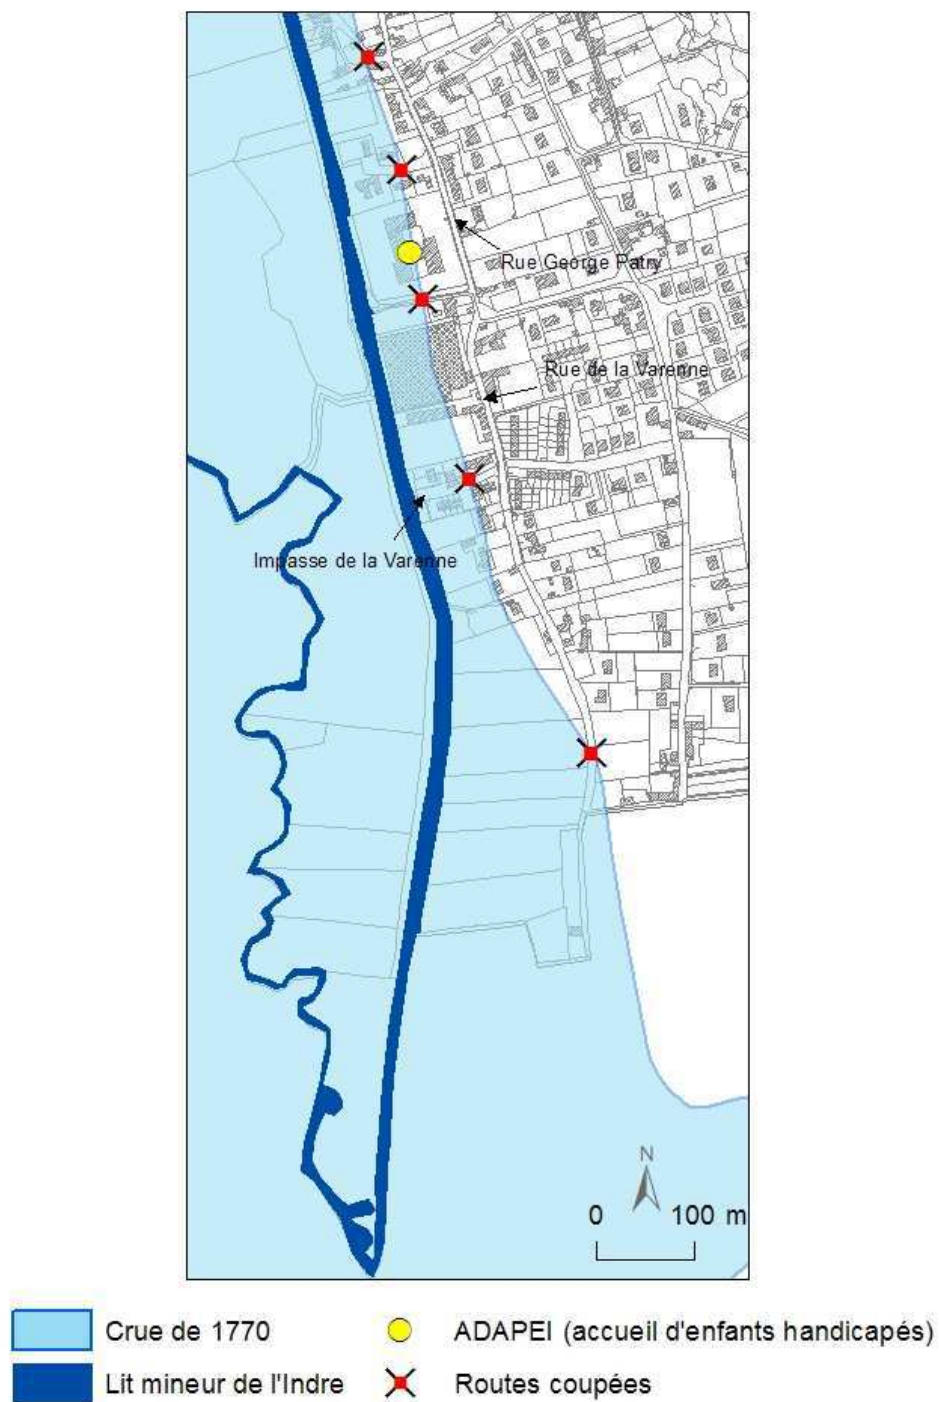 Rue George Patry
Rue de la Varenne
Impasse de la Varenne
N
0 100 m
Crue de 1770
ADAPEI (accueil d'enfants handicapés)
Lit mineur de l'Indre
Routes coupées